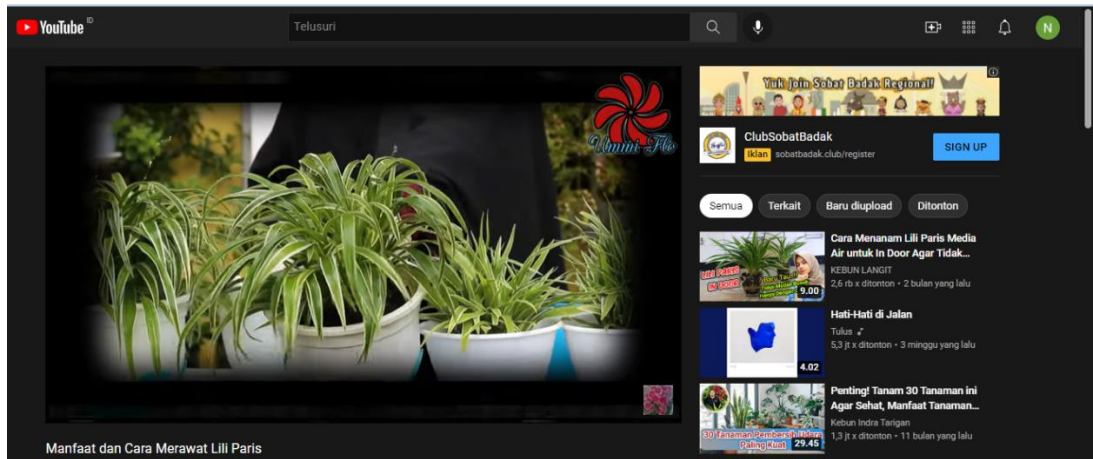 YouTube ID
Telusuri
N
Ummi Flo
Manfaat dan Cara Merawat Lili Paris
Yuk Join Sobat Badak Regional!
ClubSobatBadak
Iklan sobatbadak.club/register
SIGN UP
Semua
Terkait
Baru diupload
Ditonton
LILI PARIS
IN DOOR
9.00
Cara Menanam Lili Paris Media
Air untuk In Door Agar Tidak...
KEBUN LANGIT
2,6 rb x ditonton • 2 bulan yang lalu
4.02
Hati-Hati di Jalan
Tulus
5,3 jt x ditonton • 3 minggu yang lalu
30 Tanaman Pembersih Udara
Paling Kuat
29.45
Penting! Tanam 30 Tanaman ini
Agar Sehat, Manfaat Tanaman...
Kebun Indra Tarigan
1,3 jt x ditonton • 11 bulan yang lalu